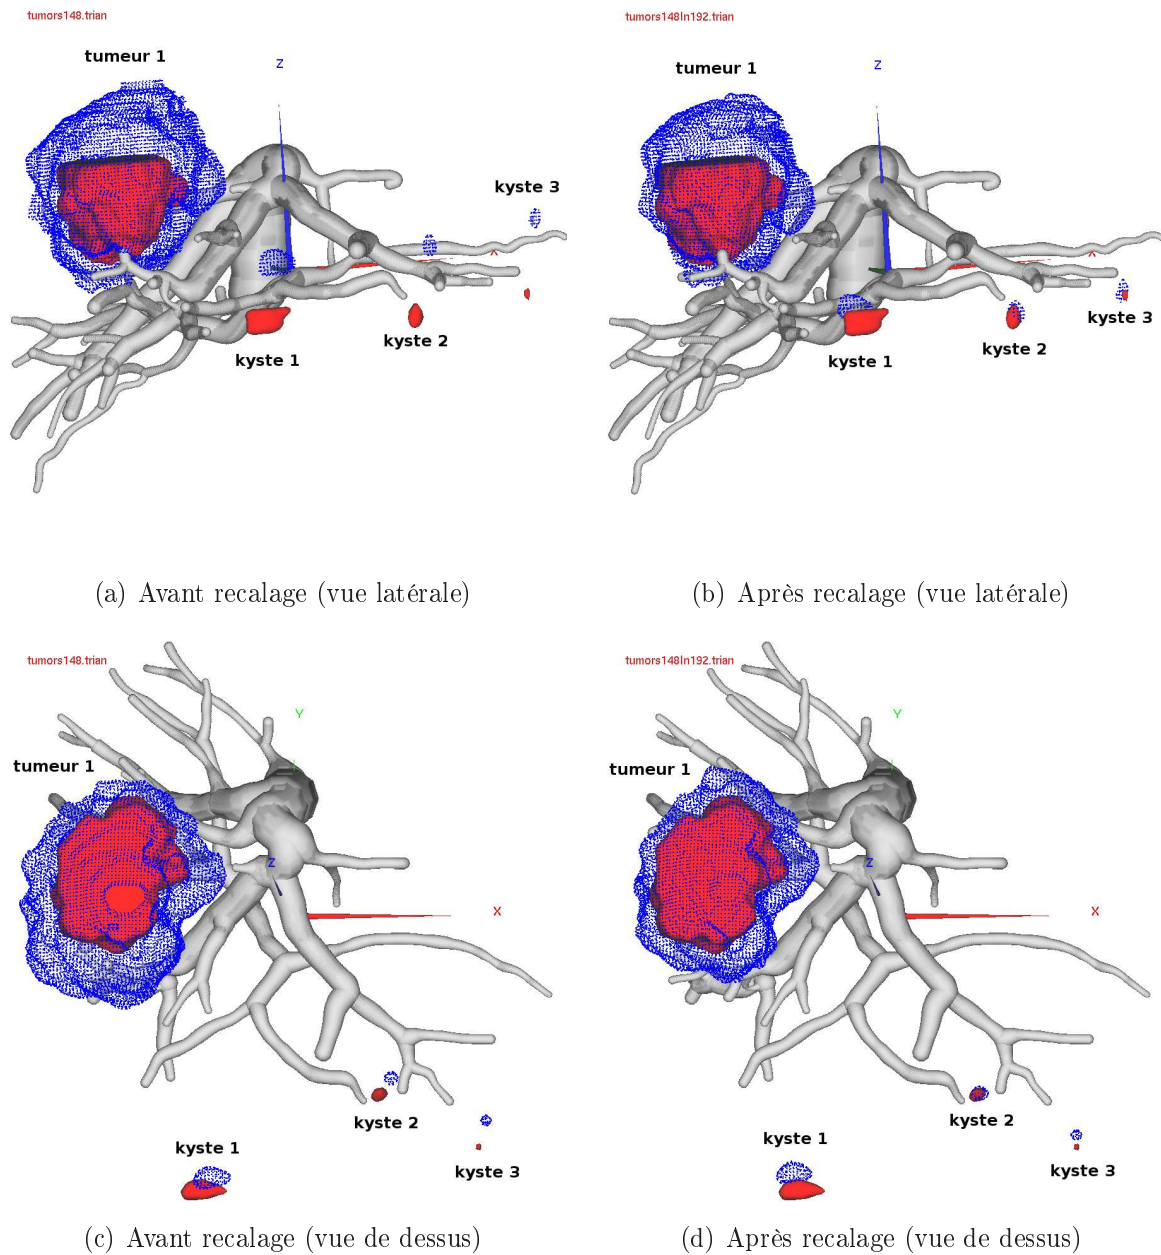 tumors148.trian
tumeur 1
Z
kyste 3
X
kyste 2
kyste 1
(a) Avant recalage (vue latérale)
tumors148In192.trian
tumeur 1
Z
X
kyste 3
kyste 2
kyste 1
(b) Après recalage (vue latérale)
tumors148.trian
Y
tumeur 1
Z
X
kyste 2
kyste 1
kyste 3
(c) Avant recalage (vue de dessus)
tumors148In192.trian
Y
tumeur 1
Z
X
kyste 2
kyste 1
kyste 3
(d) Après recalage (vue de dessus)